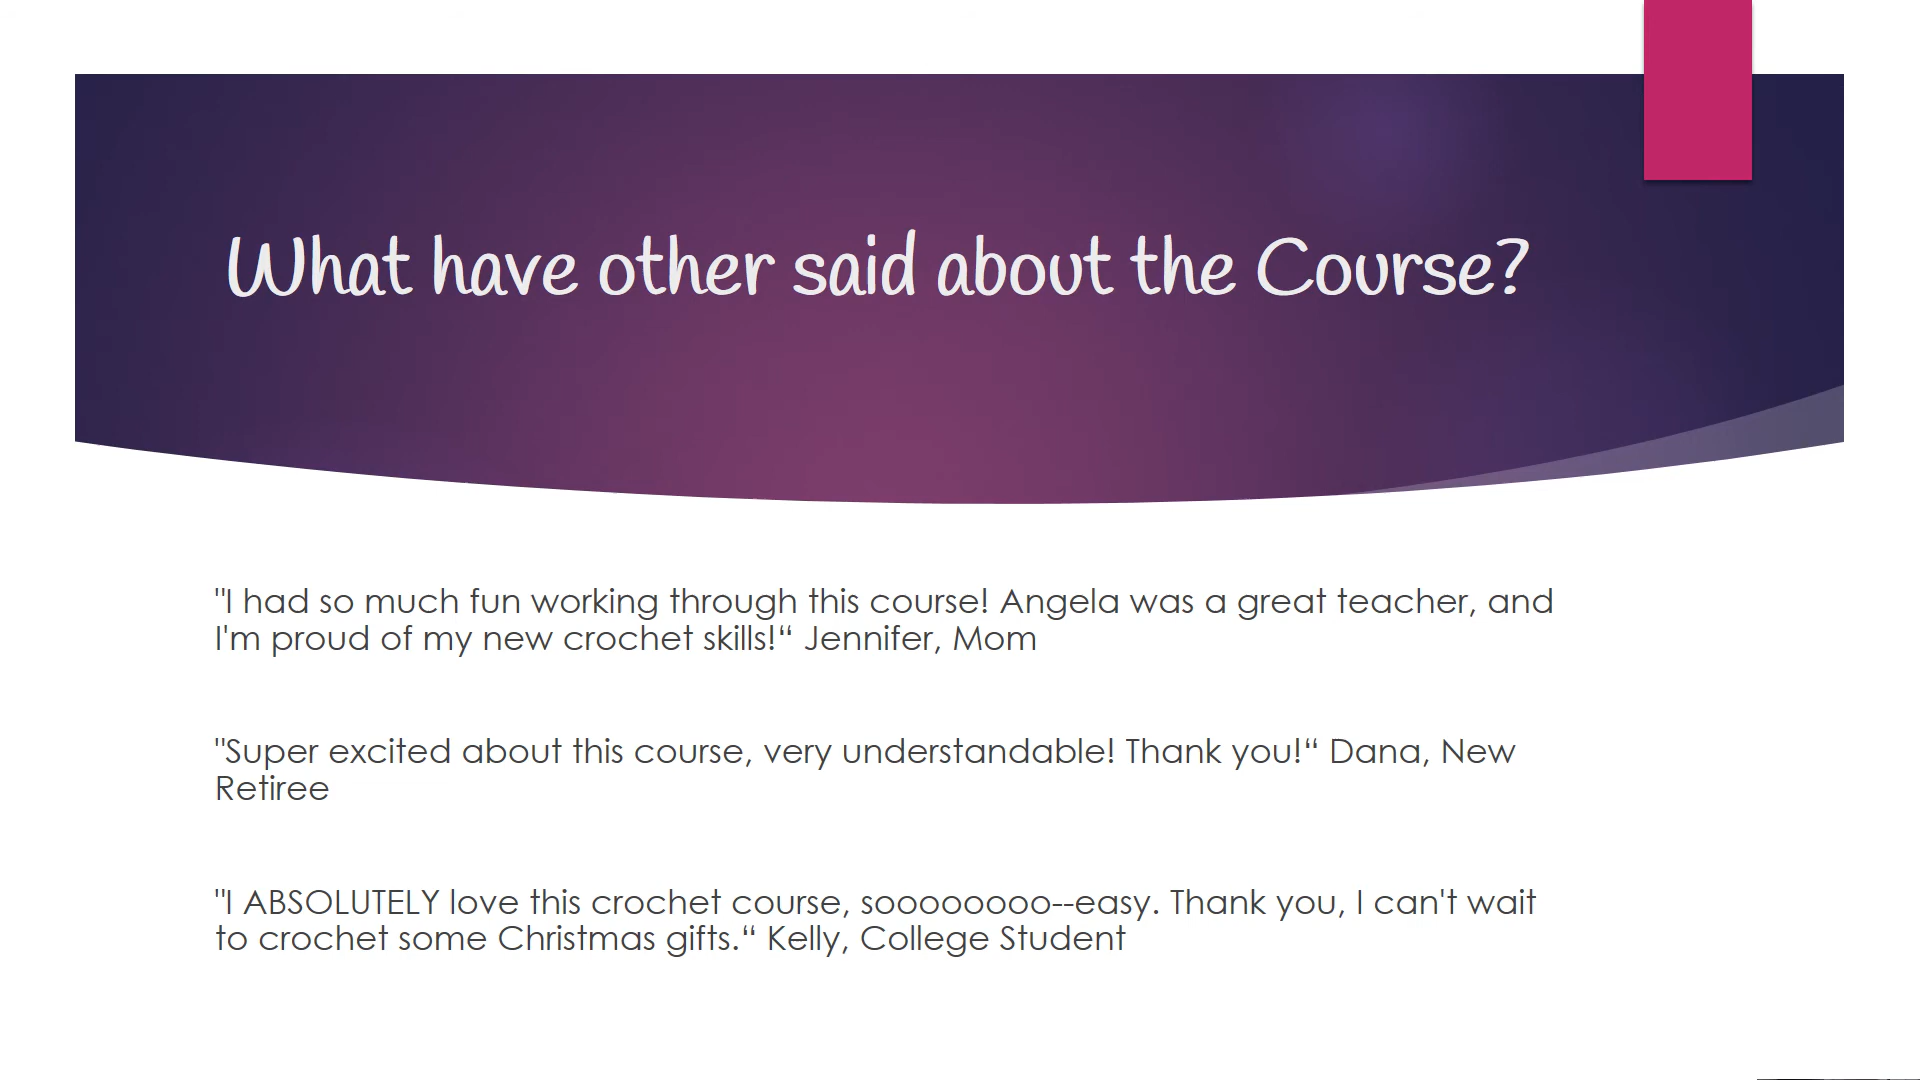 What have other said about the Course?
"I had so much fun working through this course! Angela was a great teacher, and
I'm proud of my new crochet skills!“ Jennifer, Mom
"Super excited about this course, very understandable! Thank you!“ Dana, New
Retiree
"I ABSOLUTELY love this crochet course, soooooooo--easy. Thank you, I can't wait
to crochet some Christmas gifts.“ Kelly, College Student